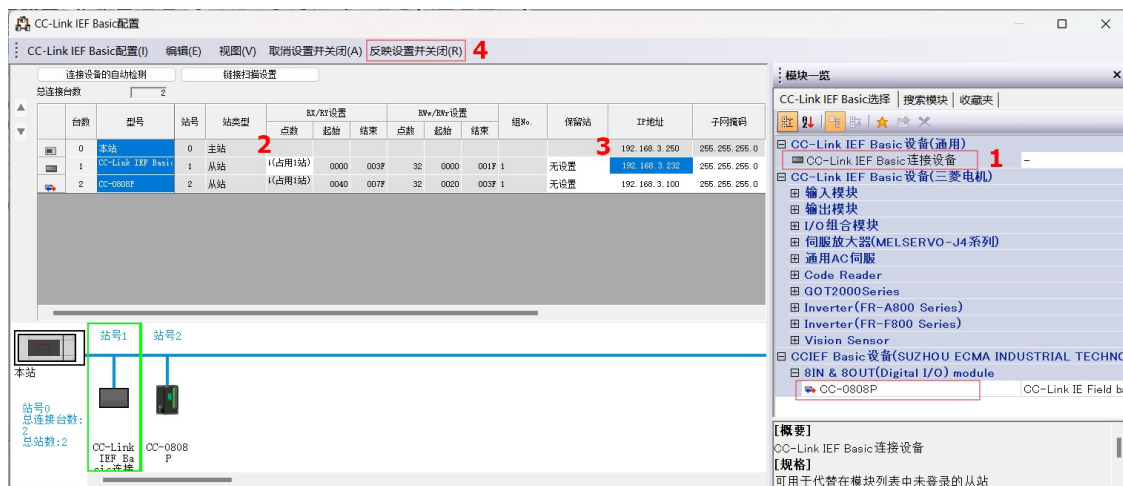 CC-Link IEF Basic配置
CC-Link IEF Basic配置(I) 编辑(E) 视图(V) 取消设置并关闭(A) 反映设置并关闭(R) 4
连接设备的自动检测 链接扫描设置
总连接台数 2
台数 型号 站号 站类型 RX/RY设置 RWw/RWr设置 组No. 保留站 IP地址 子网掩码
点数 起始 结束 点数 起始 结束
2 3
0 本站 0 主站 192.168.3.250 255.255.255.0
1 CC-Link IEF Basic 1 从站 (占用1站) 0000 003F 32 0000 001F 1 无设置 192.168.3.232 255.255.255.0
2 CC-0808P 2 从站 (占用1站) 0040 007F 32 0020 003F 1 无设置 192.168.3.100 255.255.255.0
站号1 站号2
本站
站号0
总连接台数:
2
总站数:2
CC-Link
IEF Ba
sic连接
CC-0808
P
模块一览
CC-Link IEF Basic选择 搜索模块 收藏夹
CC-Link IEF Basic设备(通用)
CC-Link IEF Basic连接设备 1 -
CC-Link IEF Basic设备(三菱电机)
输入模块
输出模块
I/O组合模块
伺服放大器(MELSERVO-J4系列)
通用AC伺服
Code Reader
GOT2000Series
Inverter(FR-A800 Series)
Inverter(FR-F800 Series)
Vision Sensor
CCIEF Basic设备(SUZHOU ECMA INDUSTRIAL TECHNO
8IN & 8OUT(Digital I/O) module
CC-0808P CC-Link IE Field ba
[概要]
CC-Link IEF Basic连接设备
[规格]
可用于代替在模块列表中未登录的从站